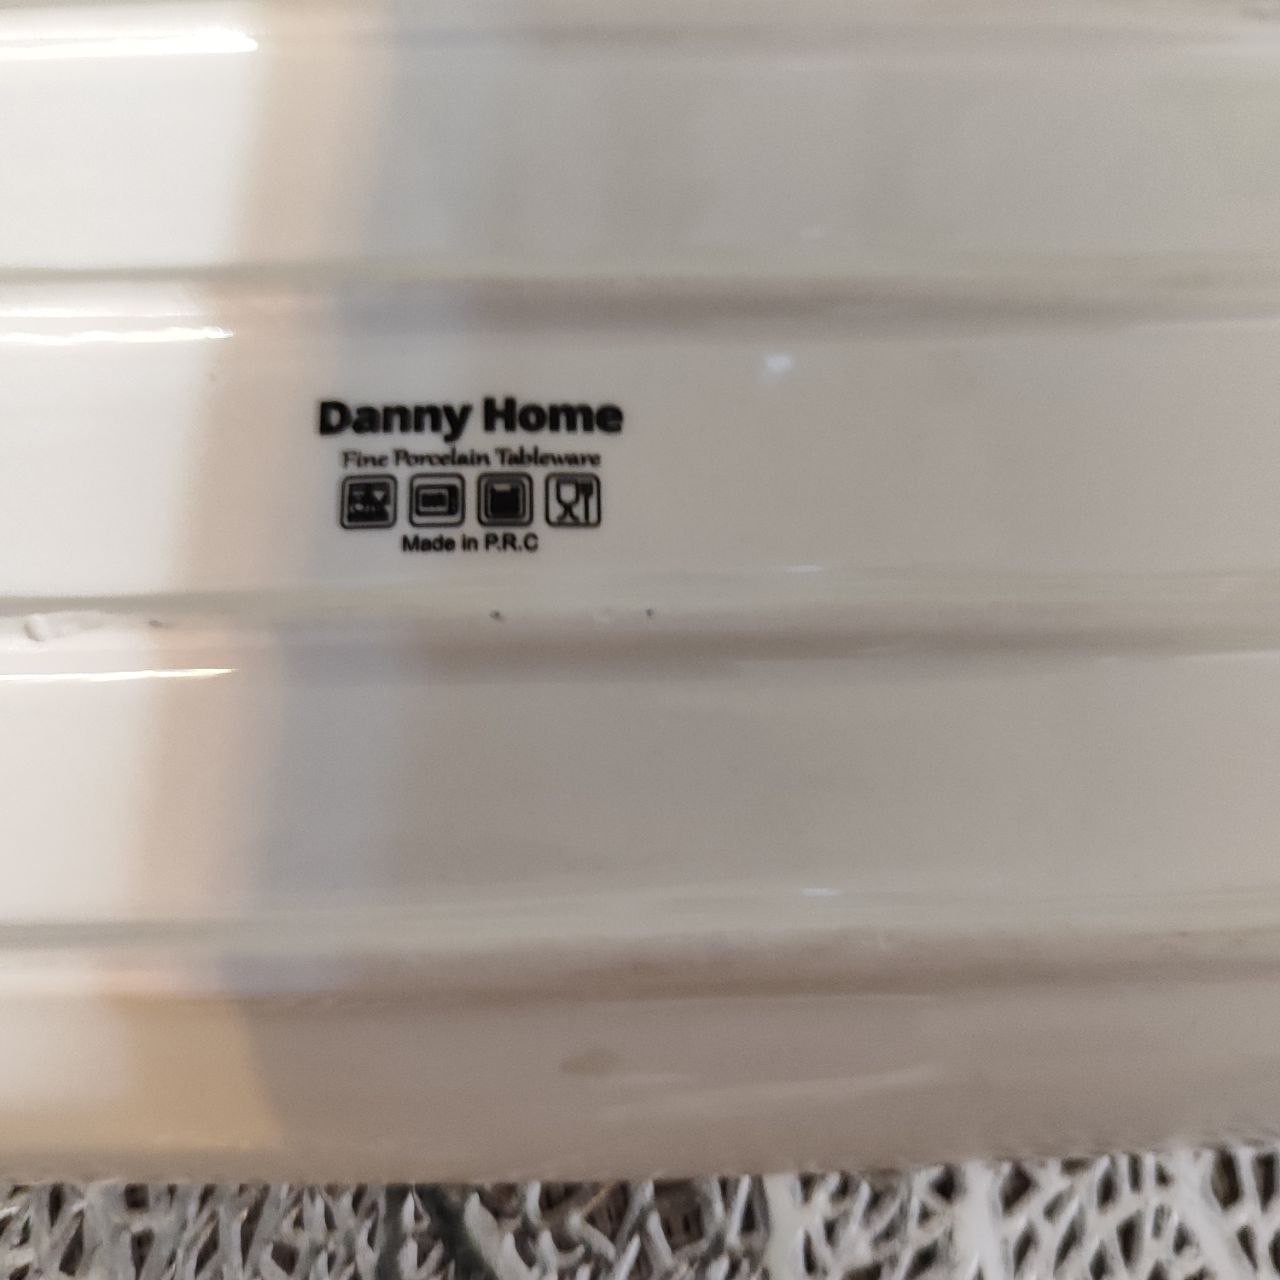 Danny Home
Fine Porcelain Tableware
Made in P.R.C